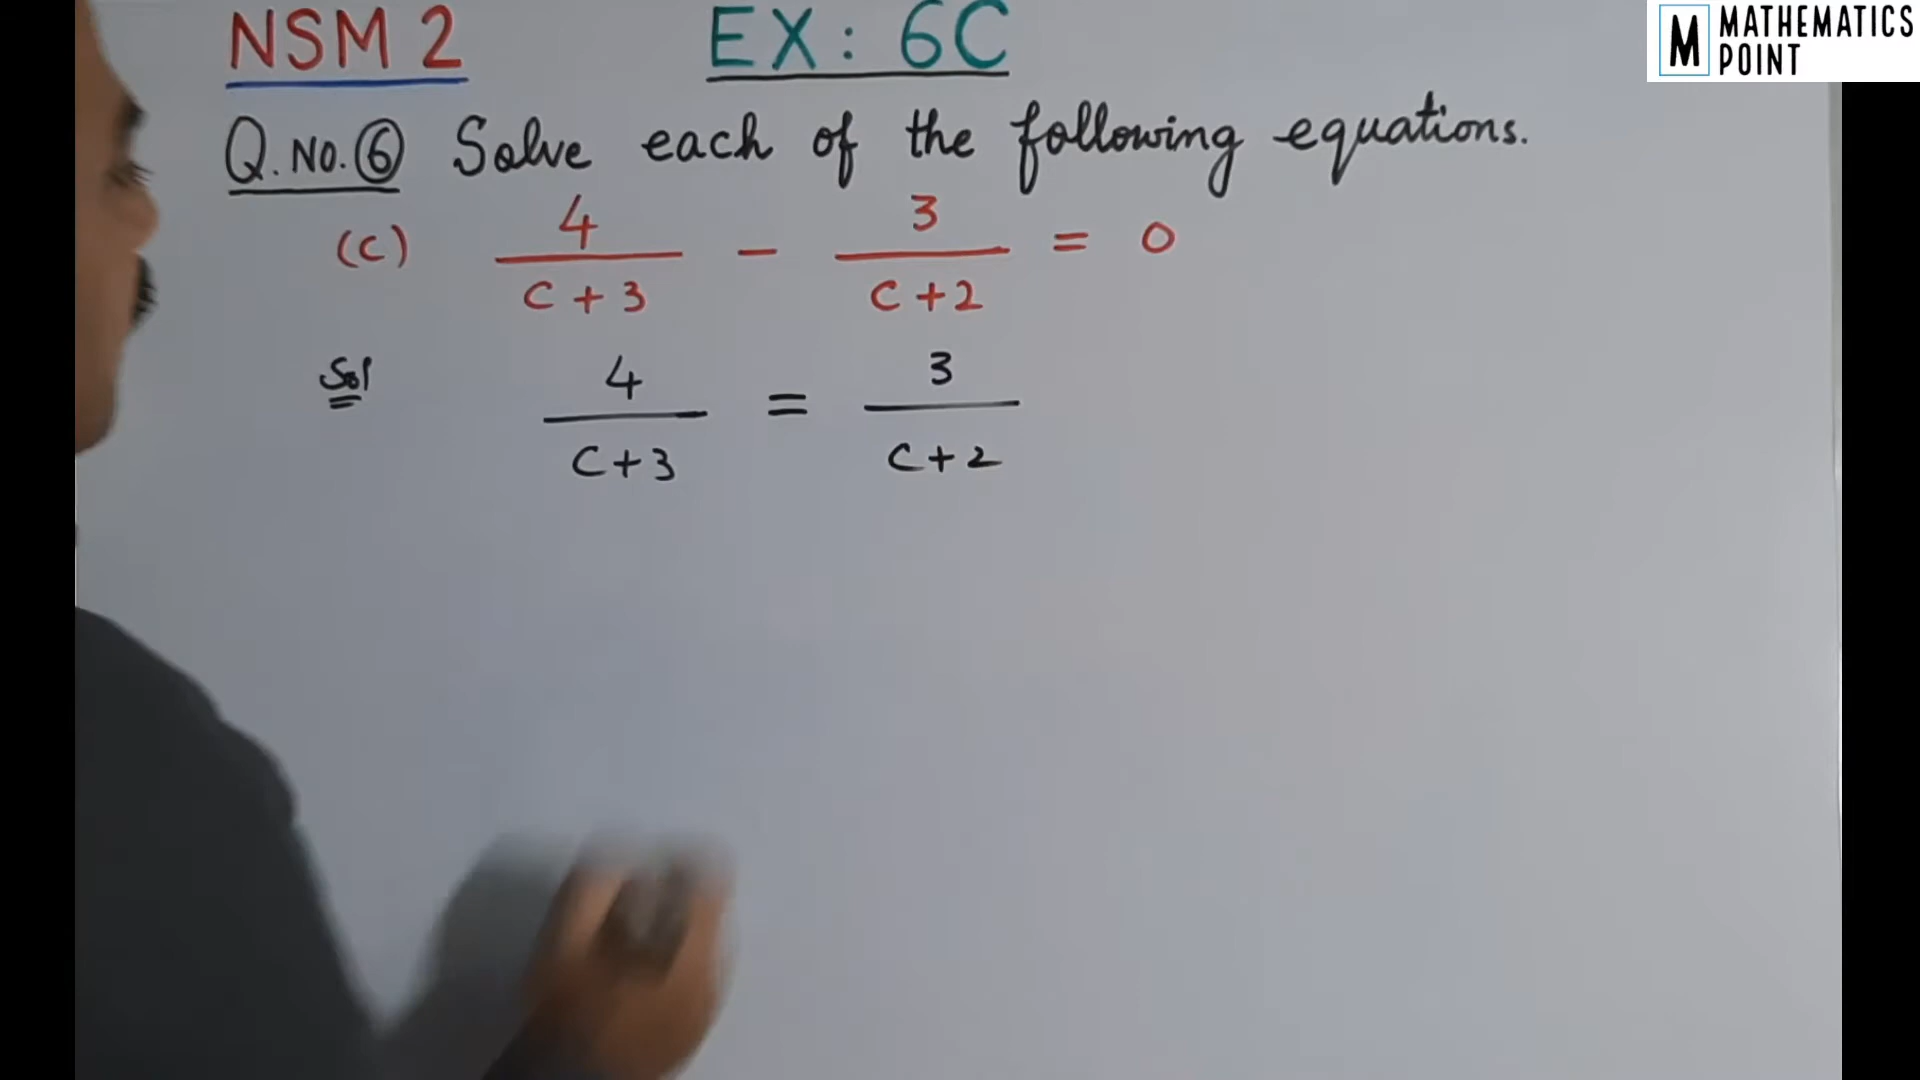 NSM 2 EX: 6C
M MATHEMATICS POINT
Q. No. 6 Solve each of the following equations.
(c) 4/(c+3) - 3/(c+2) = 0
Sol 4/(c+3) = 3/(c+2)